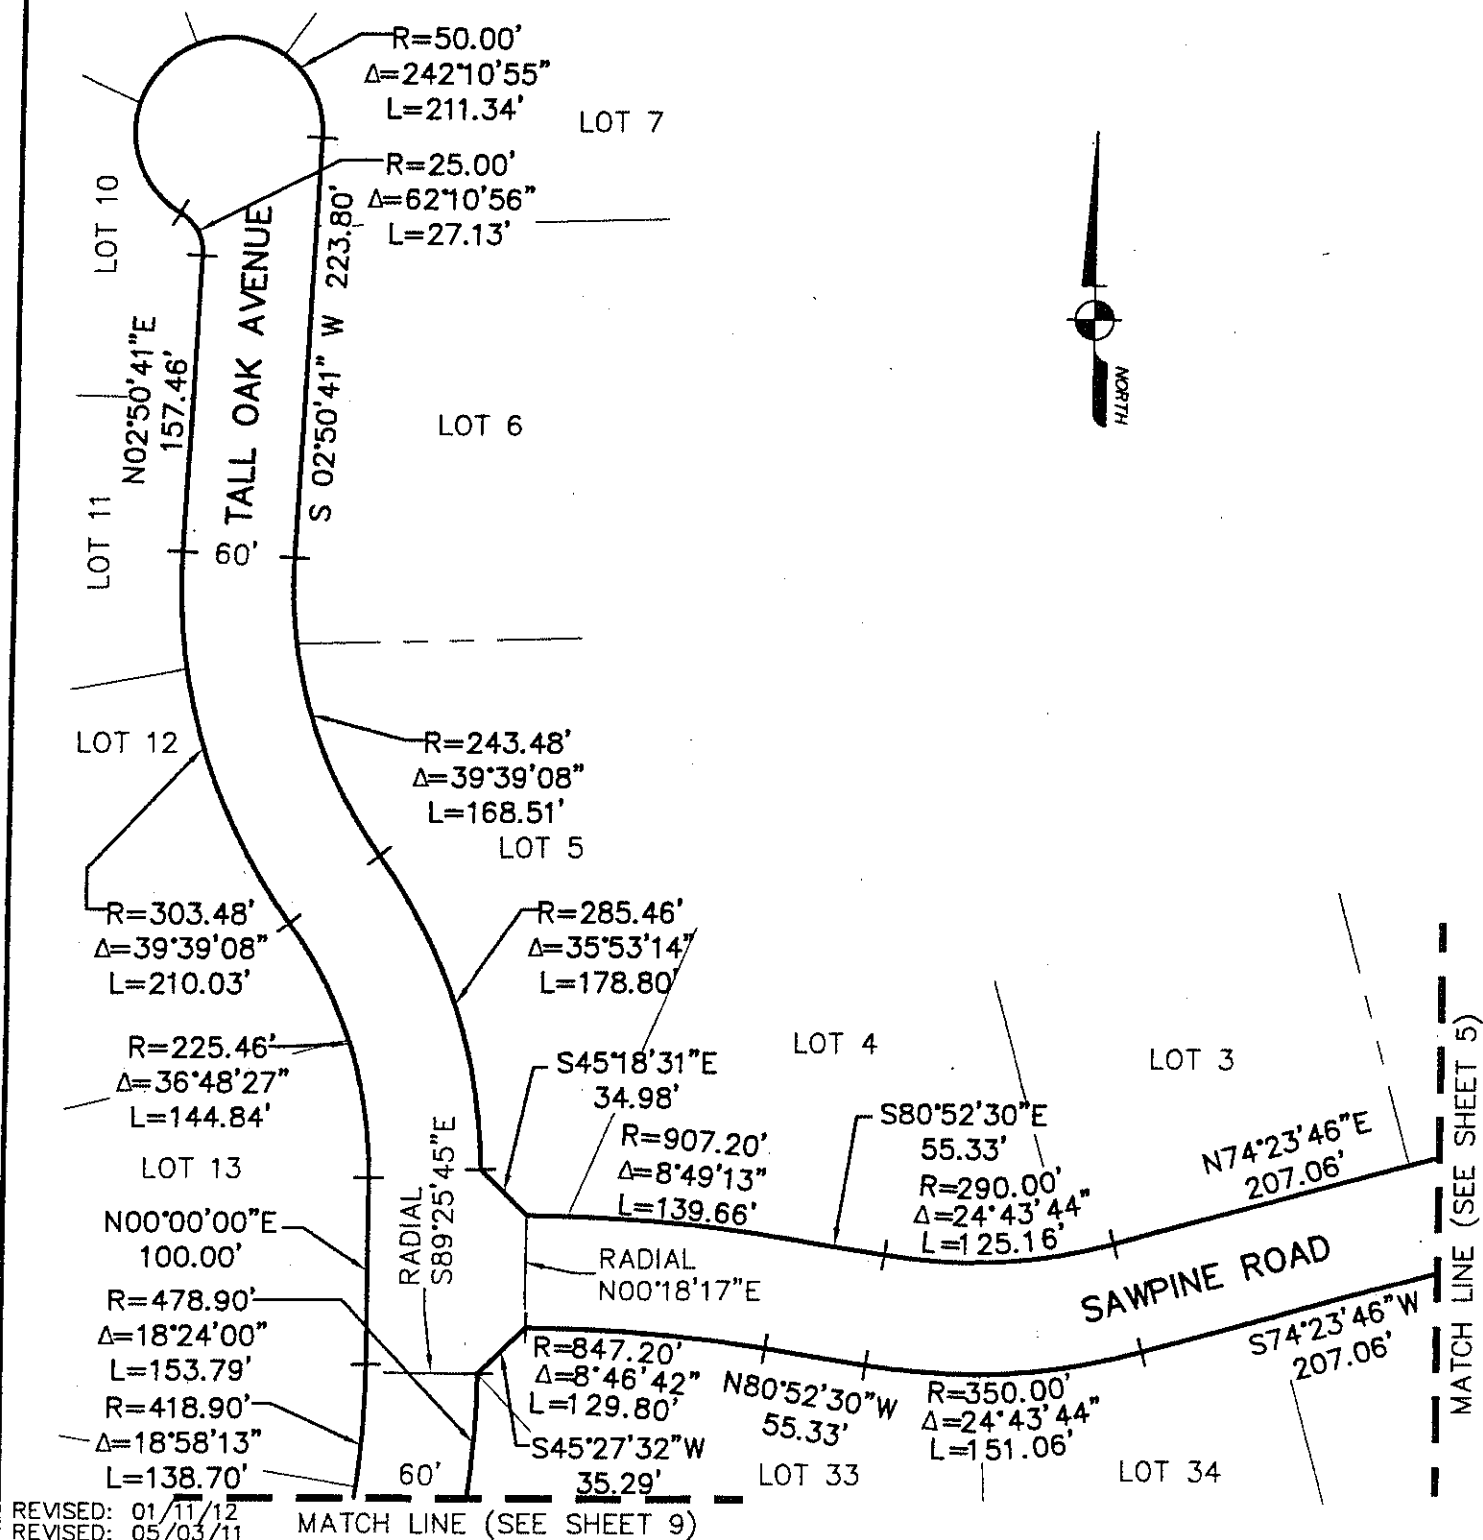 R=50.00'
Δ=242°10'55"
L=211.34'
LOT 7
R=25.00'
Δ=62°10'56"
L=27.13'
LOT 10
TALL OAK AVENUE
S 02°50'41" W 223.80'
N02°50'41"E
157.46'
NORTH
LOT 6
LOT 11
60'
LOT 12
R=243.48'
Δ=39°39'08"
L=168.51'
LOT 5
R=303.48'
Δ=39°39'08"
L=210.03'
R=285.46'
Δ=35°53'14"
L=178.80'
R=225.46'
Δ=36°48'27"
L=144.84'
S45°18'31"E
34.98'
LOT 4
LOT 3
R=907.20'
Δ=8°49'13"
L=139.66'
S80°52'30"E
55.33'
R=290.00'
Δ=24°43'44"
L=125.16'
N74°23'46"E
207.06'
MATCH LINE (SEE SHEET 5)
LOT 13
RADIAL
S89°25'45"E
N00°00'00"E
100.00'
RADIAL
N00°18'17"E
SAWPINE ROAD
R=478.90'
Δ=18°24'00"
L=153.79'
R=847.20'
Δ=8°46'42"
L=129.80'
N80°52'30"W
55.33'
R=350.00'
Δ=24°43'44"
L=151.06'
S74°23'46"W
207.06'
R=418.90'
Δ=18°58'13"
L=138.70'
60'
S45°27'32"W
35.29'
LOT 33
LOT 34
REVISED: 01/11/12
REVISED: 05/03/11
MATCH LINE (SEE SHEET 9)